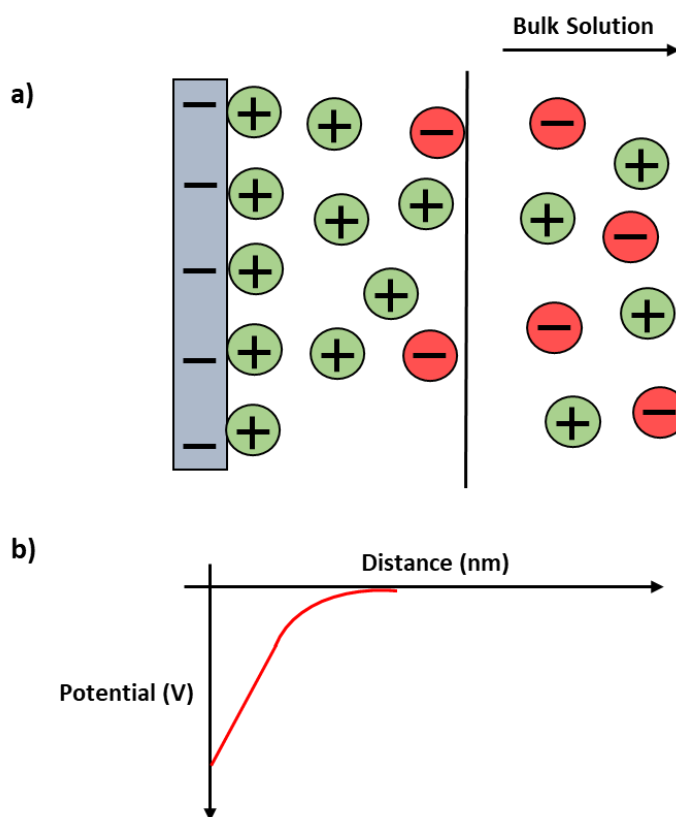 Bulk Solution
a)
b)
Distance (nm)
Potential (V)